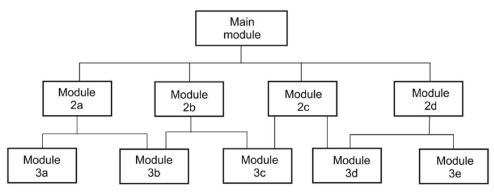 Main
module
Module
2a
Module
2b
Module
2c
Module
2d
Module
3a
Module
3b
Module
3c
Module
3d
Module
3e